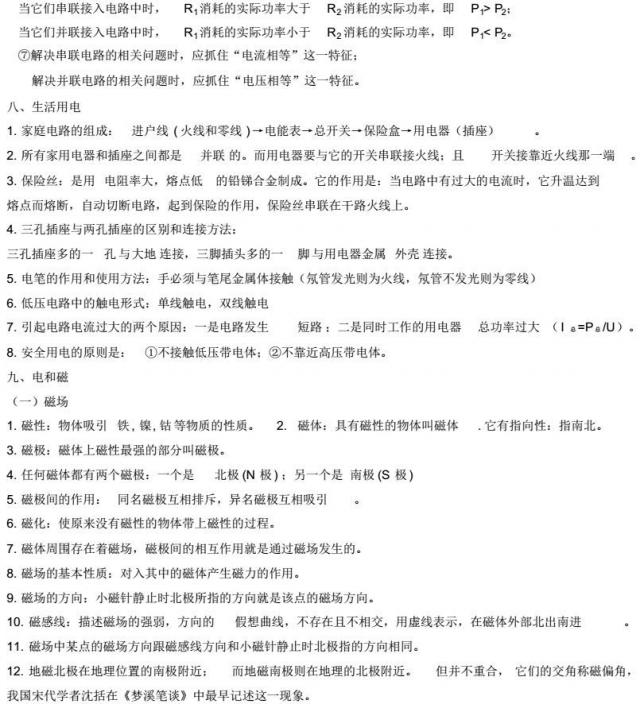 当它们串联接入电路中时， R₁消耗的实际功率大于 R₂消耗的实际功率，即 P₁> P₂；
当它们并联接入电路中时， R₁消耗的实际功率小于 R₂消耗的实际功率，即 P₁< P₂。
⑦解决串联电路的相关问题时，应抓住“电流相等”这一特征；
解决并联电路的相关问题时，应抓住“电压相等”这一特征。
八、生活用电
1. 家庭电路的组成： 进户线 ( 火线和零线 )→电能表→总开关→保险盒→用电器（插座） 。
2. 所有家用电器和插座之间都是 并联 的。而用电器要与它的开关串联接火线；且 开关接靠近火线那一端 。
3. 保险丝：是用 电阻率大，熔点低 的铅锑合金制成。它的作用是：当电路中有过大的电流时，它升温达到
熔点而熔断，自动切断电路，起到保险的作用，保险丝串联在干路火线上。
4. 三孔插座与两孔插座的区别和连接方法：
三孔插座多的一 孔 与大地 连接，三脚插头多的一 脚 与用电器金属 外壳 连接。
5. 电笔的作用和使用方法：手必须与笔尾金属体接触（氖管发光则为火线，氖管不发光则为零线）
6. 低压电路中的触电形式：单线触电，双线触电
7. 引起电路电流过大的两个原因：一是电路发生 短路；二是同时工作的用电器 总功率过大 （I 总=P总/U）。
8. 安全用电的原则是： ①不接触低压带电体；②不靠近高压带电体。
九、电和磁
（一）磁场
1. 磁性：物体吸引 铁 , 镍 , 钴 等物质的性质。 2. 磁体：具有磁性的物体叫磁体 . 它有指向性：指南北。
3. 磁极：磁体上磁性最强的部分叫磁极。
4. 任何磁体都有两个磁极：一个是 北极 (N 极 )；另一个是 南极 (S 极 )
5. 磁极间的作用： 同名磁极互相排斥，异名磁极互相吸引 。
6. 磁化：使原来没有磁性的物体带上磁性的过程。
7. 磁体周围存在着磁场，磁极间的相互作用就是通过磁场发生的。
8. 磁场的基本性质：对入其中的磁体产生磁力的作用。
9. 磁场的方向：小磁针静止时北极所指的方向就是该点的磁场方向。
10. 磁感线：描述磁场的强弱，方向的 假想曲线，不存在且不相交，用虚线表示，在磁体外部北出南进 。
11. 磁场中某点的磁场方向跟磁感线方向和小磁针静止时北极指的方向相同。
12. 地磁北极在地理位置的南极附近； 而地磁南极则在地理的北极附近。 但并不重合， 它们的交角称磁偏角，
我国宋代学者沈括在《梦溪笔谈》中最早记述这一现象。